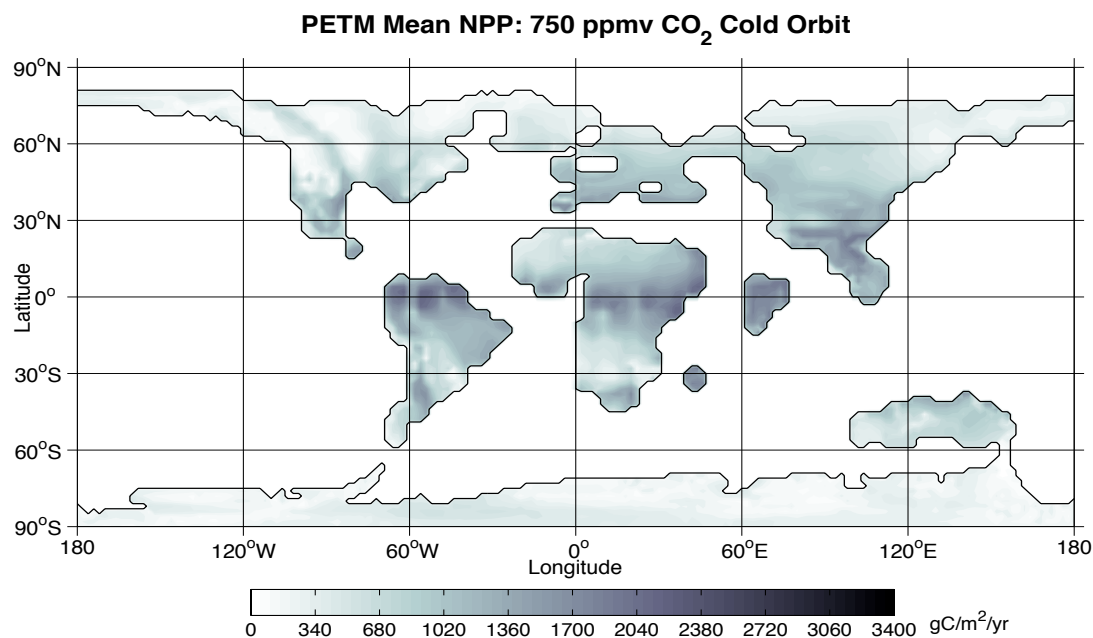 PETM Mean NPP: 750 ppmv CO₂ Cold Orbit
90°N
60°N
30°N
0°
30°S
60°S
90°S
Latitude
180 120°W 60°W 0° 60°E 120°E 180
Longitude
0 340 680 1020 1360 1700 2040 2380 2720 3060 3400 gC/m²/yr